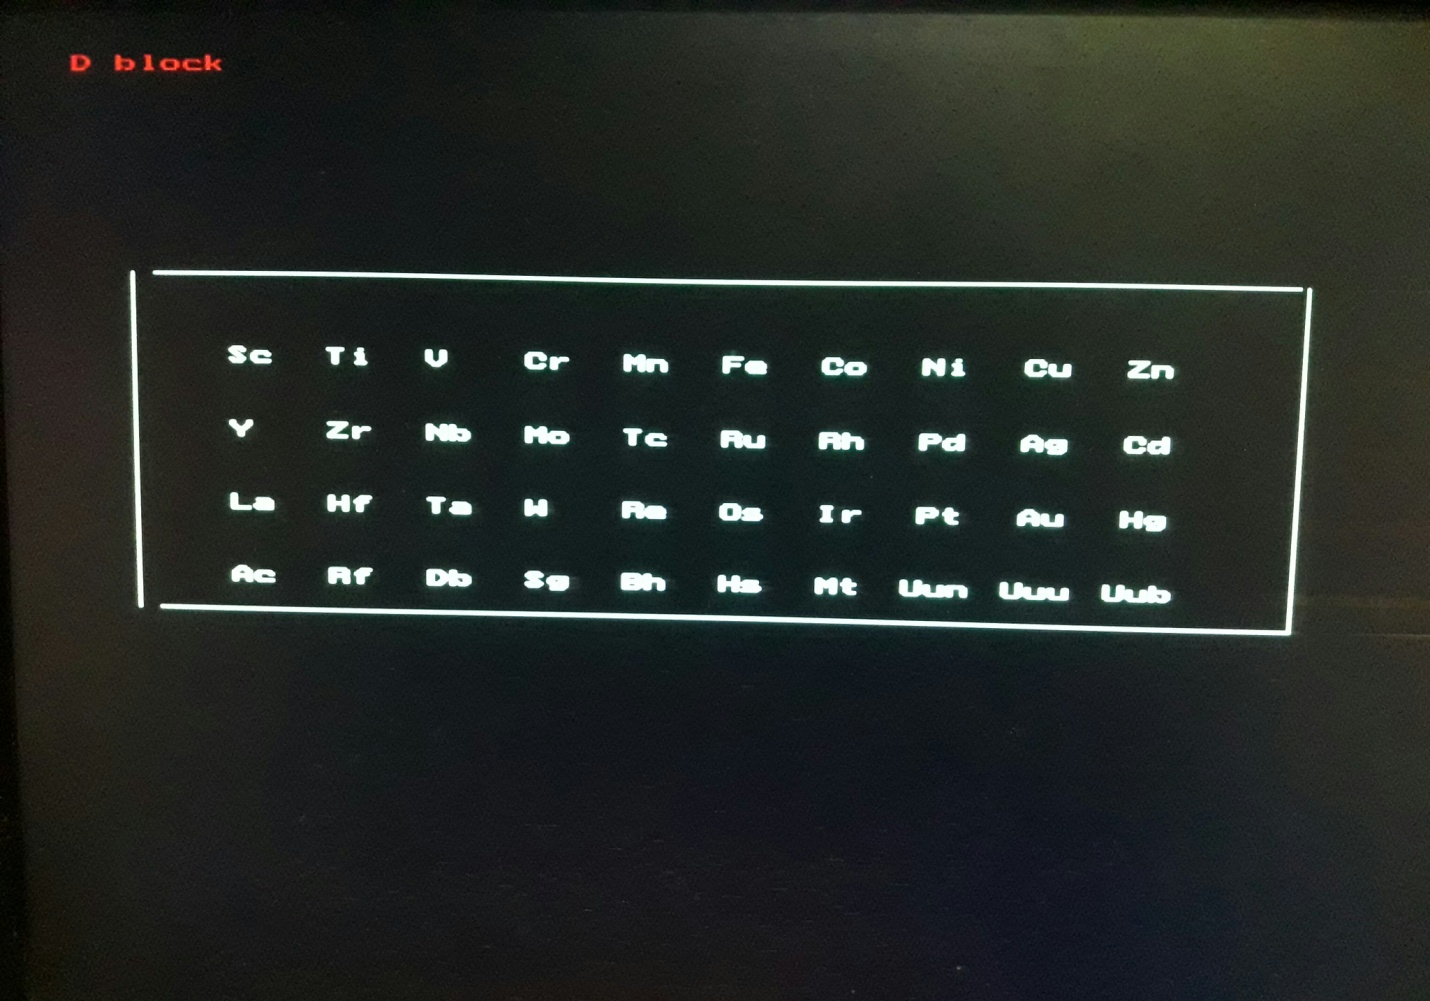 D block
Sc Ti V Cr Mn Fe Co Ni Cu Zn
Y Zr Nb Mo Tc Ru Rh Pd Ag Cd
La Hf Ta W Re Os Ir Pt Au Hg
Ac Rf Db Sg Bh Hs Mt Uun Uuu Uub